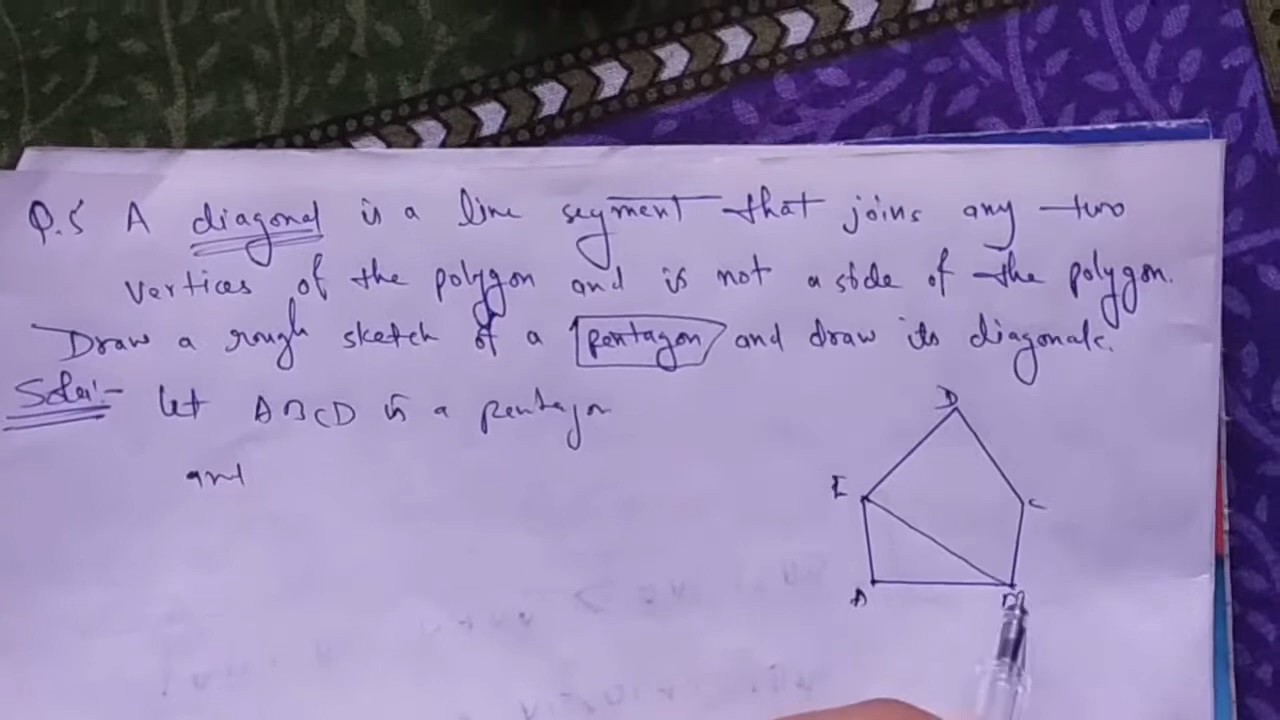 Q.5 A diagonal is a line segment that joins any two
vertices of the polygon and is not a side of the polygon.
Draw a rough sketch of a pentagon and draw its diagonals.
Soln:- Let ABCD is a pentagon
and
D
E
C
A
B